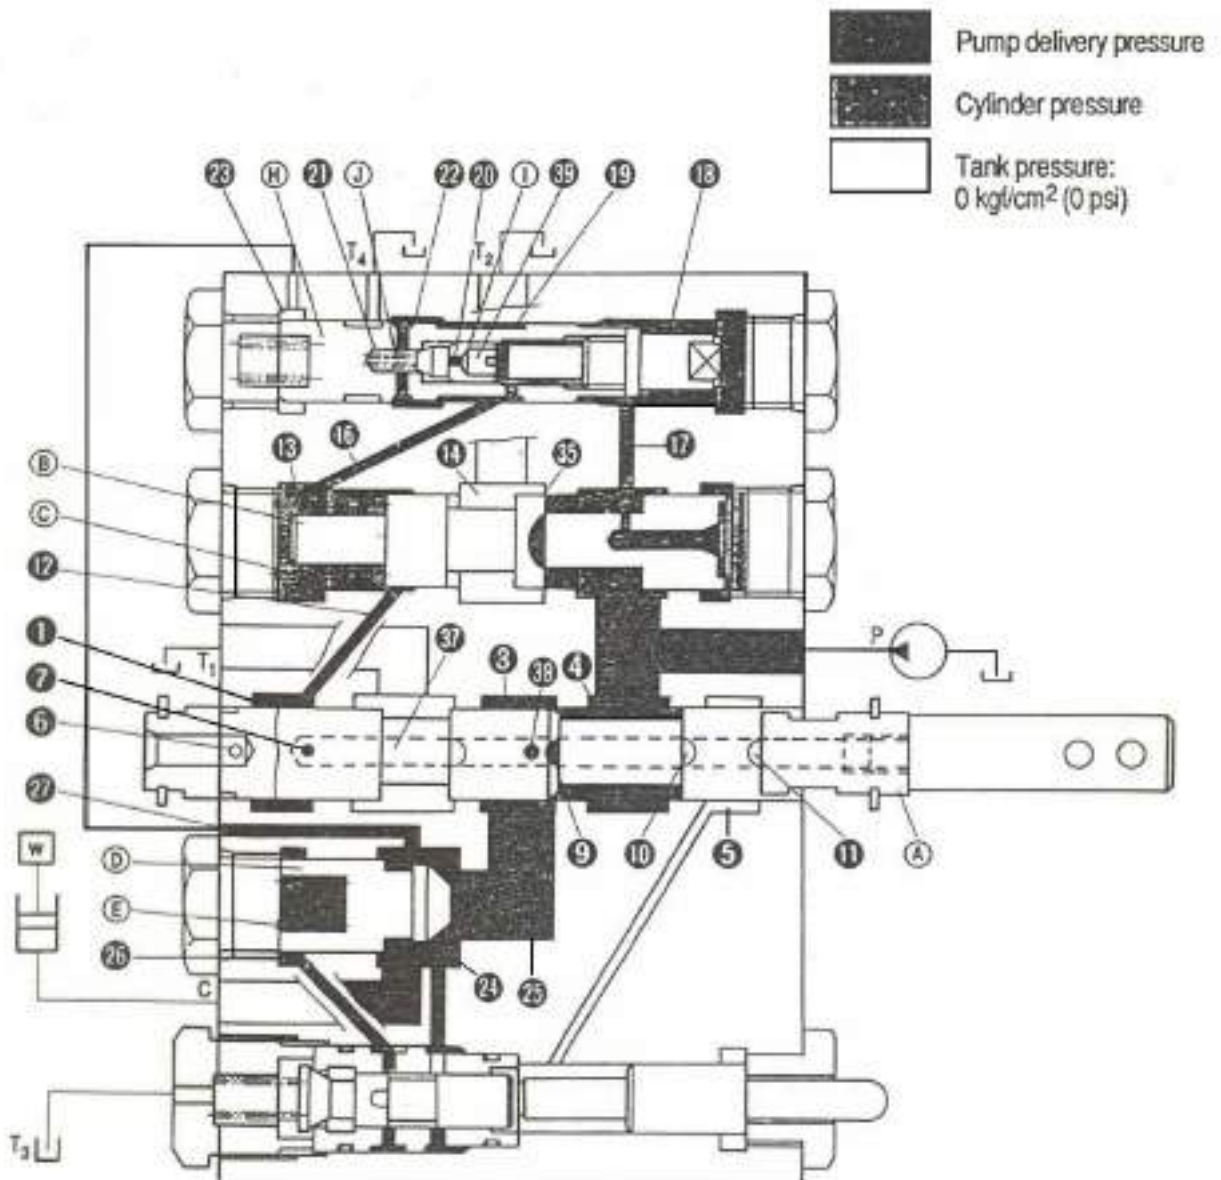 Pump delivery pressure
Cylinder pressure
Tank pressure:
0 kgf/cm² (0 psi)
23 H 21 J 22 20 I 39 19 18
T4 T2
13 16 14 35 17
B
C
12
1
T1
7
6
37 3 38 4
P
27
W
D
E
26
C
9 10 5 11 A
24 25
T3